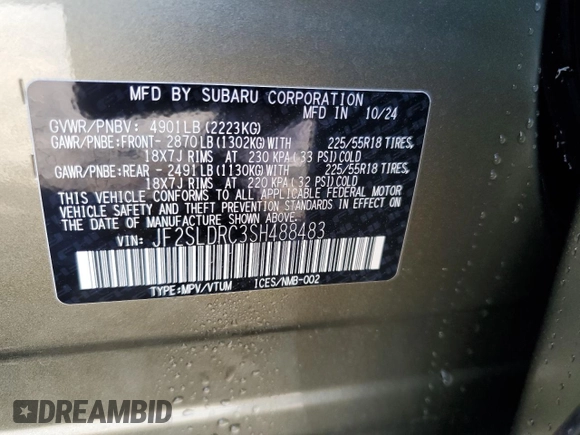 MFD BY SUBARU CORPORATION
MFD IN 10/24
GVWR/PNBV: 4901LB(2223KG)
GAWR/PNBE:FRONT- 2870LB(1302KG)WITH 225/55R18 TIRES,
18X7J RIMS AT 230 KPA(33 PSI)COLD
GAWR/PNBE:REAR - 2491LB(1130KG)WITH 225/55R18 TIRES,
18X7J RIMS AT 220 KPA(32 PSI)COLD
THIS VEHICLE CONFORMS TO ALL APPLICABLE FEDERAL MOTOR
VEHICLE SAFETY AND THEFT PREVENTION STANDARDS IN EFFECT ON
THE DATE OF MANUFACTURE SHOWN ABOVE.
VIN: JF2SLDRC3SH488483
TYPE:MPV/VTUM ICES/NMB-002
DREAMBID